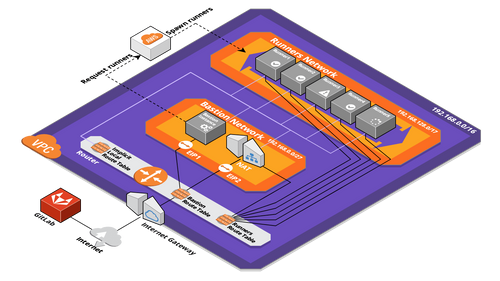 Spawn runners
AWS
Request runners
Runners Network
192.168.128.0/17
192.168.0.0/16
Bastion Network
192.168.0.0/17
NAT
EIP1
EIP2
VPC
Router
Implicit
Local
Route Table
Bastion
Route Table
Runners
Route Table
GitLab
Internet
Internet Gateway